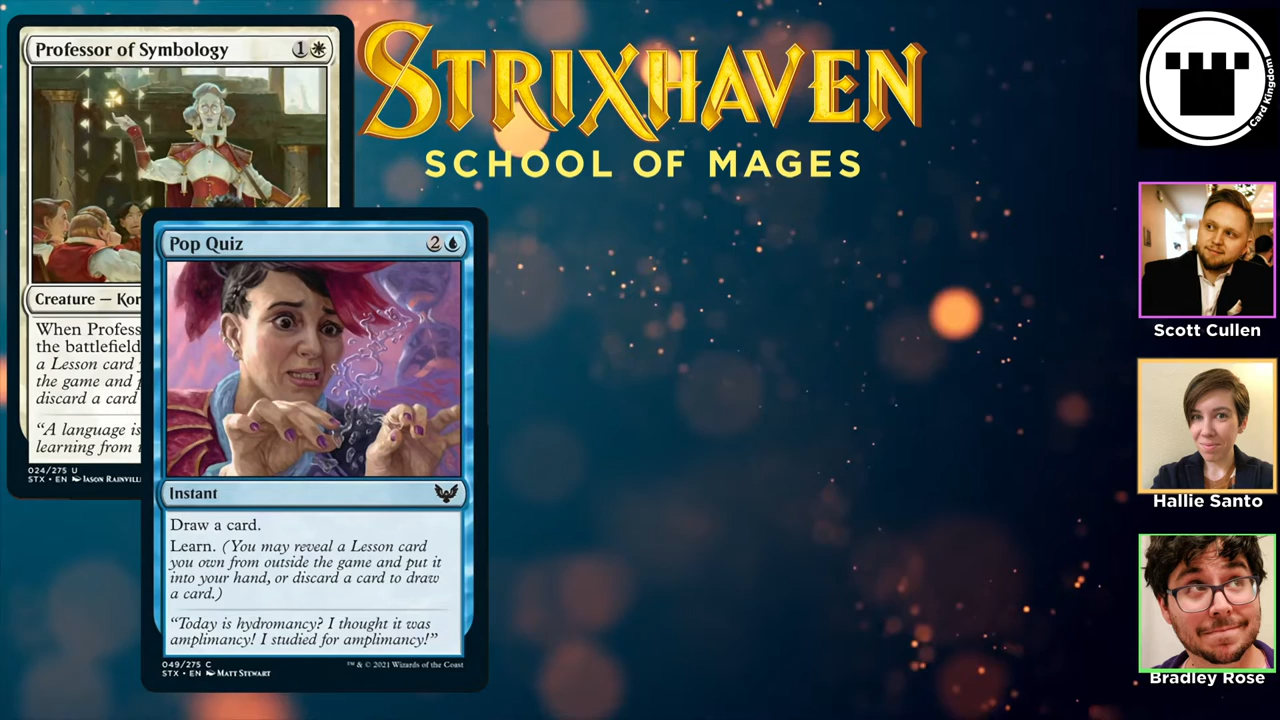 Professor of Symbology 1
Creature — Kor
When Profess
the battlefield
a Lesson card
the game and
discard a card
"A language is
learning from
024/275 U
STX • EN JASON RAINVILL
Pop Quiz 2
Instant
Draw a card.
Learn. (You may reveal a Lesson card
you own from outside the game and put it
into your hand, or discard a card to draw
a card.)
"Today is hydromancy? I thought it was
amplimancy! I studied for amplimancy!"
049/275 C
STX • EN MATT STEWART
™ & © 2021 Wizards of the Coast
STRIXHAVEN
SCHOOL OF MAGES
Card Kingdom
Scott Cullen
Hallie Santo
Bradley Rose